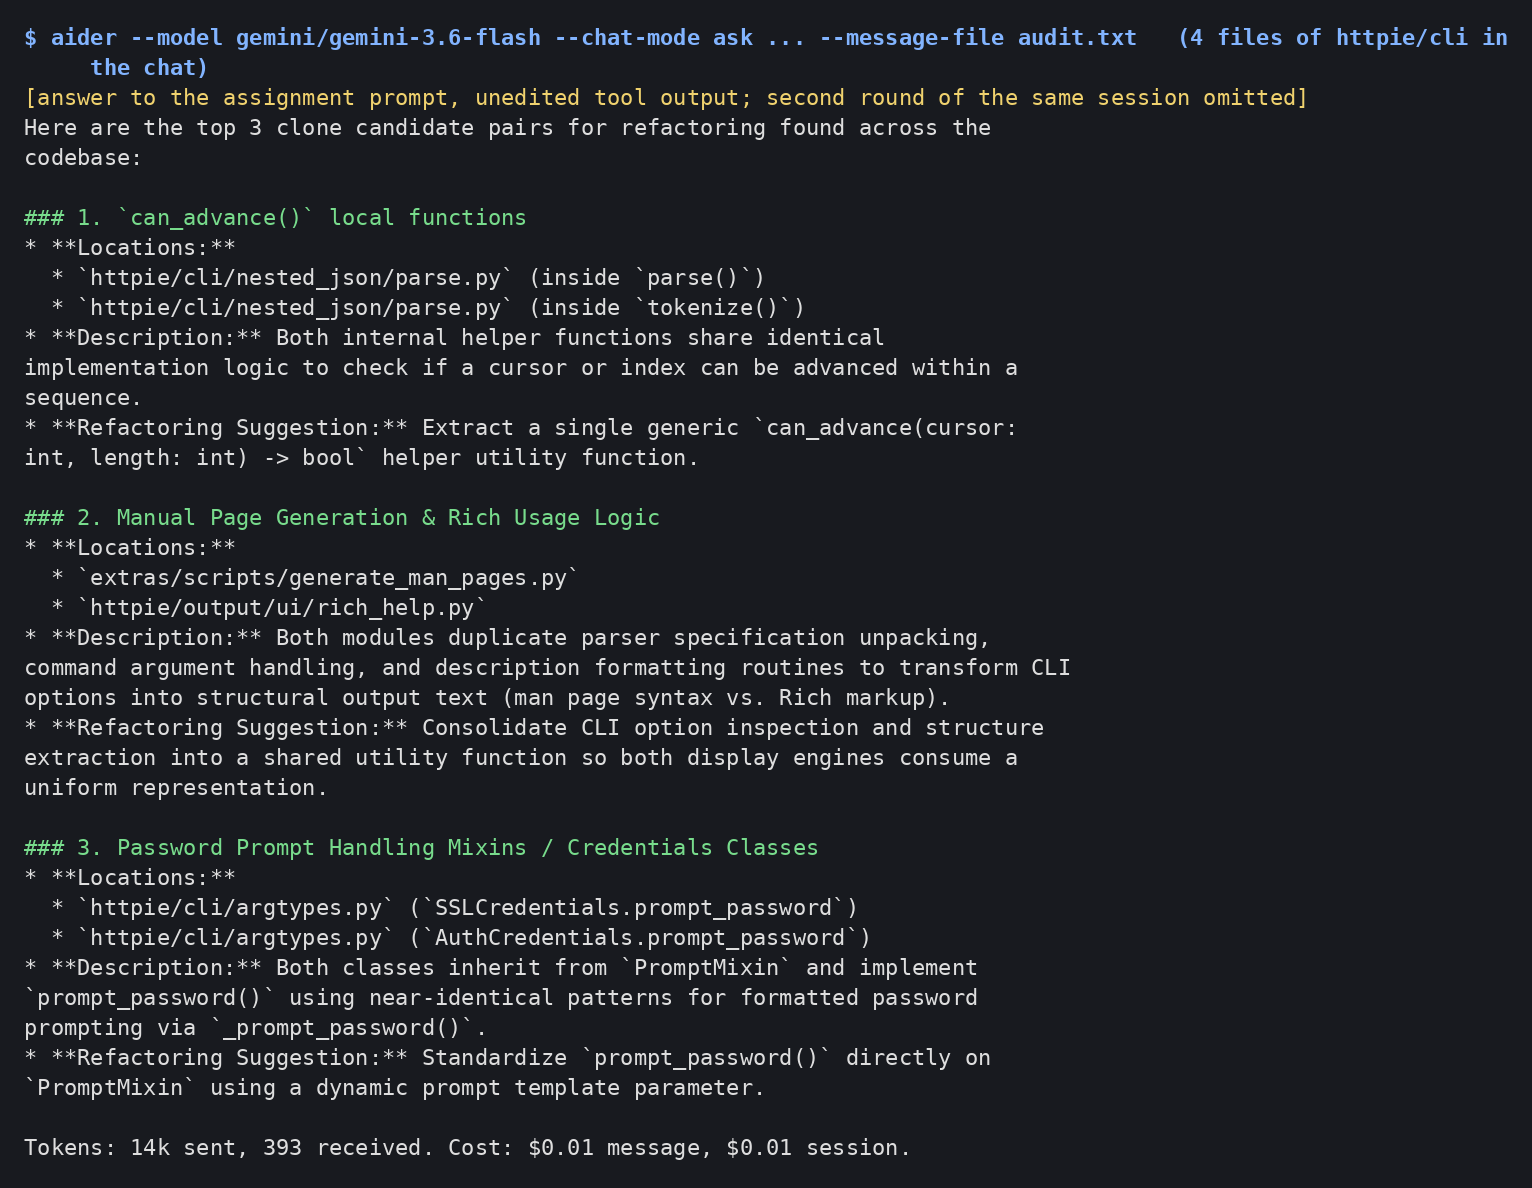 $ aider --model gemini/gemini-3.6-flash --chat-mode ask ... --message-file audit.txt   (4 files of httpie/cli in
     the chat)
[answer to the assignment prompt, unedited tool output; second round of the same session omitted]
Here are the top 3 clone candidate pairs for refactoring found across the
codebase:

### 1. `can_advance()` local functions
* **Locations:**
  * `httpie/cli/nested_json/parse.py` (inside `parse()`)
  * `httpie/cli/nested_json/parse.py` (inside `tokenize()`)
* **Description:** Both internal helper functions share identical
implementation logic to check if a cursor or index can be advanced within a
sequence.
* **Refactoring Suggestion:** Extract a single generic `can_advance(cursor:
int, length: int) -> bool` helper utility function.

### 2. Manual Page Generation & Rich Usage Logic
* **Locations:**
  * `extras/scripts/generate_man_pages.py`
  * `httpie/output/ui/rich_help.py`
* **Description:** Both modules duplicate parser specification unpacking,
command argument handling, and description formatting routines to transform CLI
options into structural output text (man page syntax vs. Rich markup).
* **Refactoring Suggestion:** Consolidate CLI option inspection and structure
extraction into a shared utility function so both display engines consume a
uniform representation.

### 3. Password Prompt Handling Mixins / Credentials Classes
* **Locations:**
  * `httpie/cli/argtypes.py` (`SSLCredentials.prompt_password`)
  * `httpie/cli/argtypes.py` (`AuthCredentials.prompt_password`)
* **Description:** Both classes inherit from `PromptMixin` and implement
`prompt_password()` using near-identical patterns for formatted password
prompting via `_prompt_password()`.
* **Refactoring Suggestion:** Standardize `prompt_password()` directly on
`PromptMixin` using a dynamic prompt template parameter.

Tokens: 14k sent, 393 received. Cost: $0.01 message, $0.01 session.